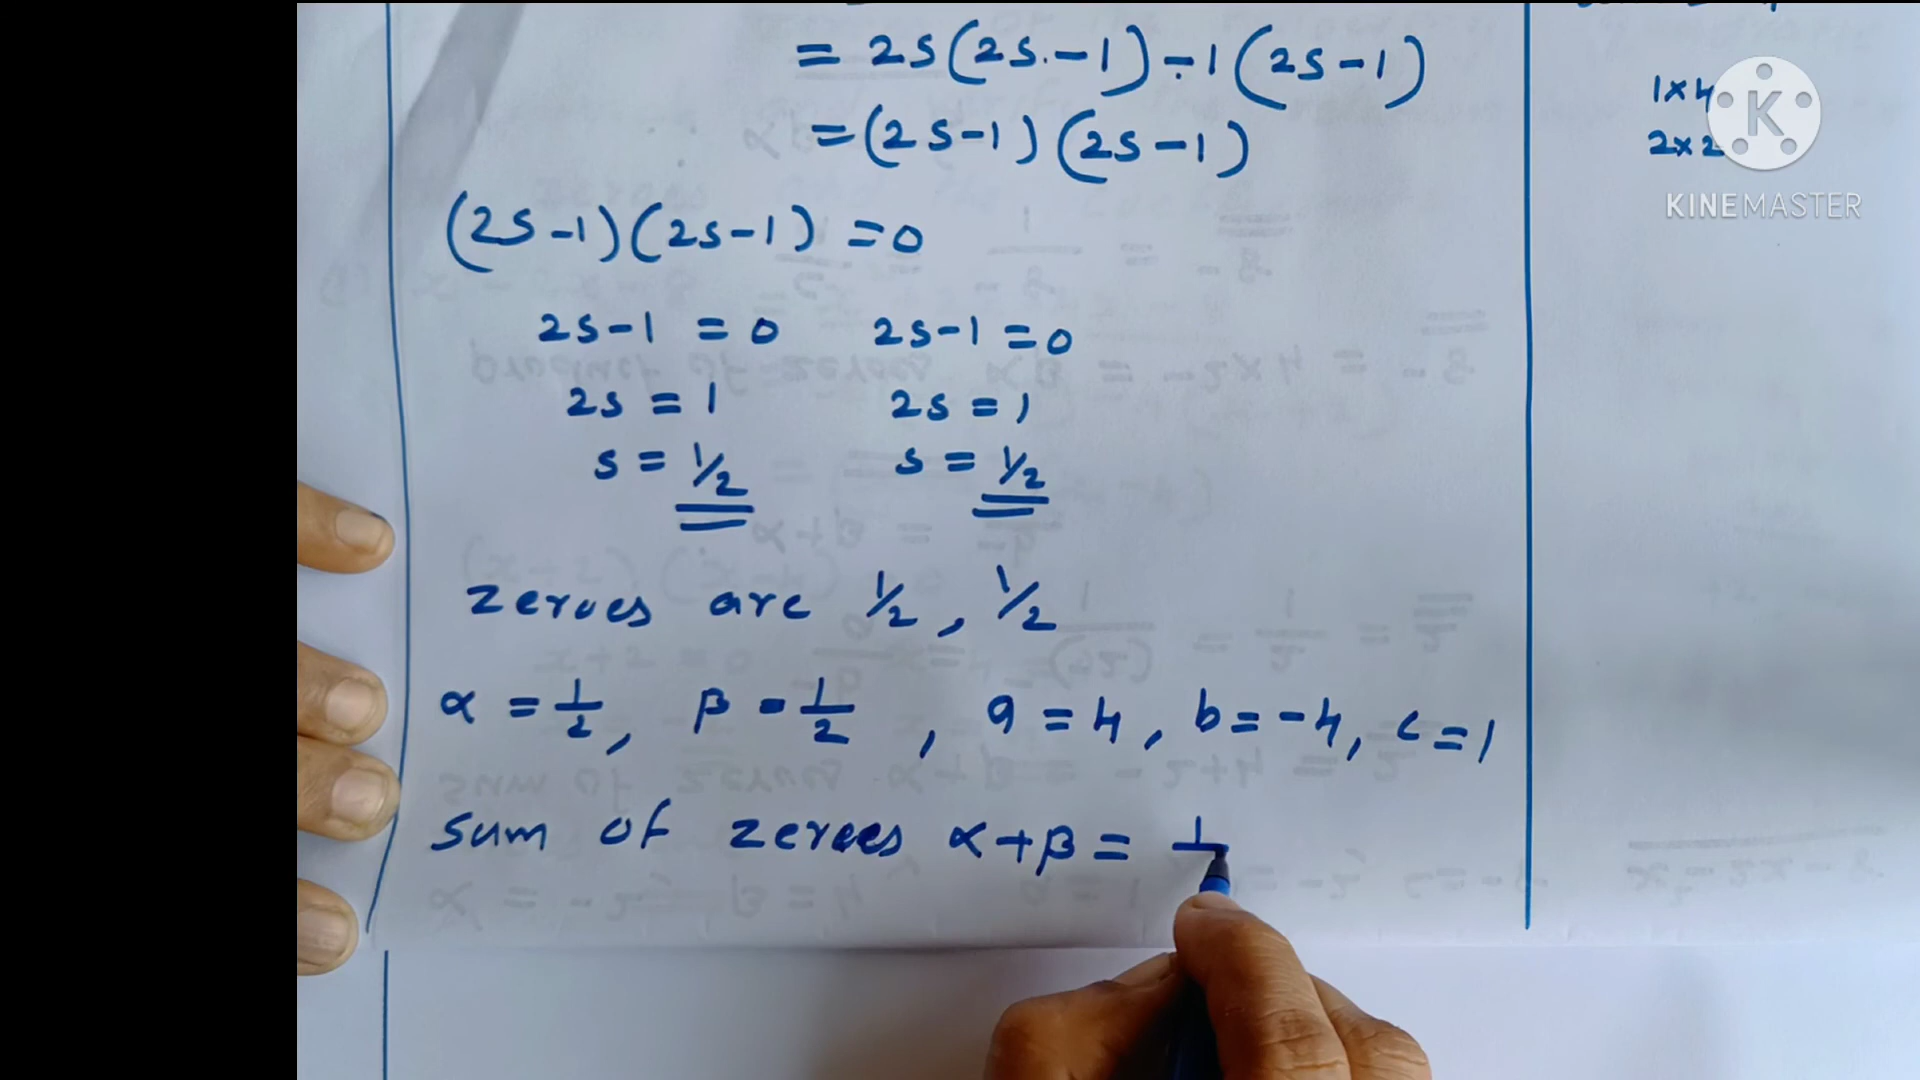 = 2s(2s-1)-1(2s-1)
=(2s-1)(2s-1)
1×4
2×2
KINEMASTER
(2s-1)(2s-1)=0
2s-1 = 0 2s-1=0
2s = 1 2s = 1
s = 1/2 s = 1/2
zeroes are 1/2, 1/2
α = 1/2, β = 1/2, a = 4, b = -4, c = 1
sum of zeroes α+β = 1